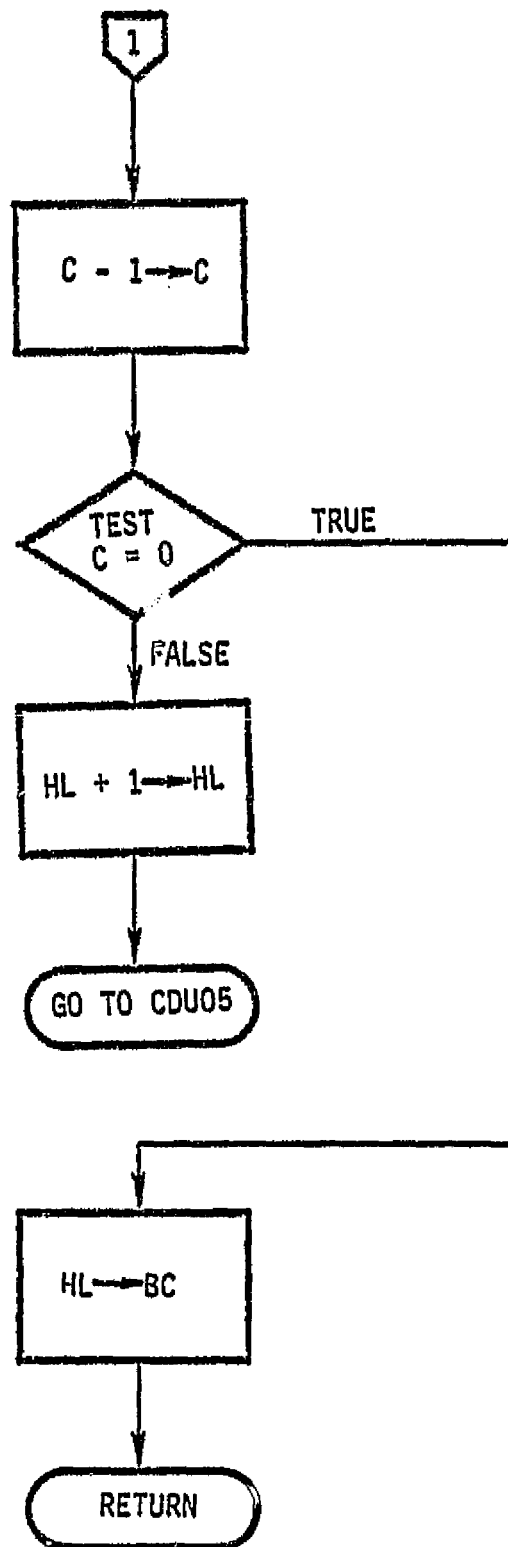 1
C - 1→C
TEST
C = 0
TRUE
FALSE
HL + 1→HL
GO TO CDU05
HL→BC
RETURN